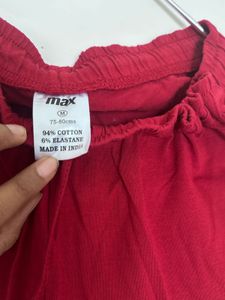 max
M
75-80cms
94% COTTON
6% ELASTANE
MADE IN INDIA